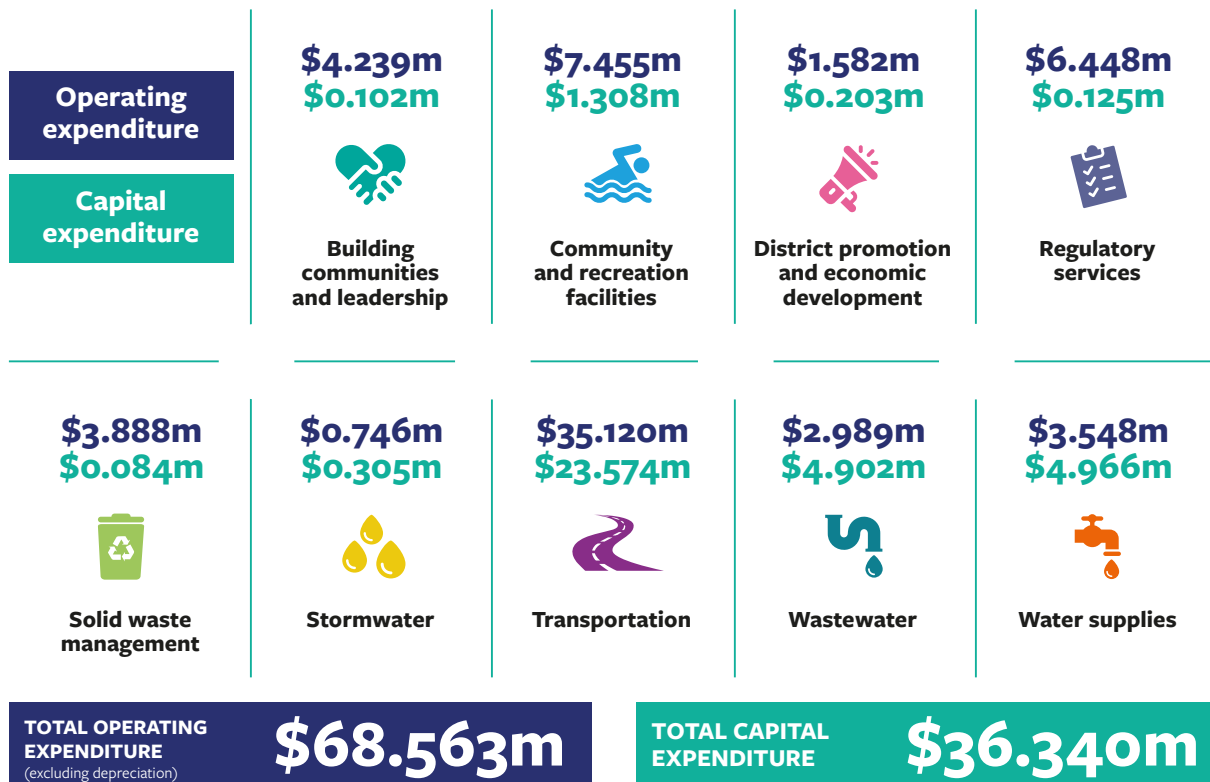 Operating
expenditure
Capital
expenditure
$4.239m
$0.102m
Building
communities
and leadership
$7.455m
$1.308m
Community
and recreation
facilities
$1.582m
$0.203m
District promotion
and economic
development
$6.448m
$0.125m
Regulatory
services
$3.888m
$0.084m
Solid waste
management
$0.746m
$0.305m
Stormwater
$35.120m
$23.574m
Transportation
$2.989m
$4.902m
Wastewater
$3.548m
$4.966m
Water supplies
TOTAL OPERATING
EXPENDITURE
(excluding depreciation)
$68.563m
TOTAL CAPITAL
EXPENDITURE
$36.340m